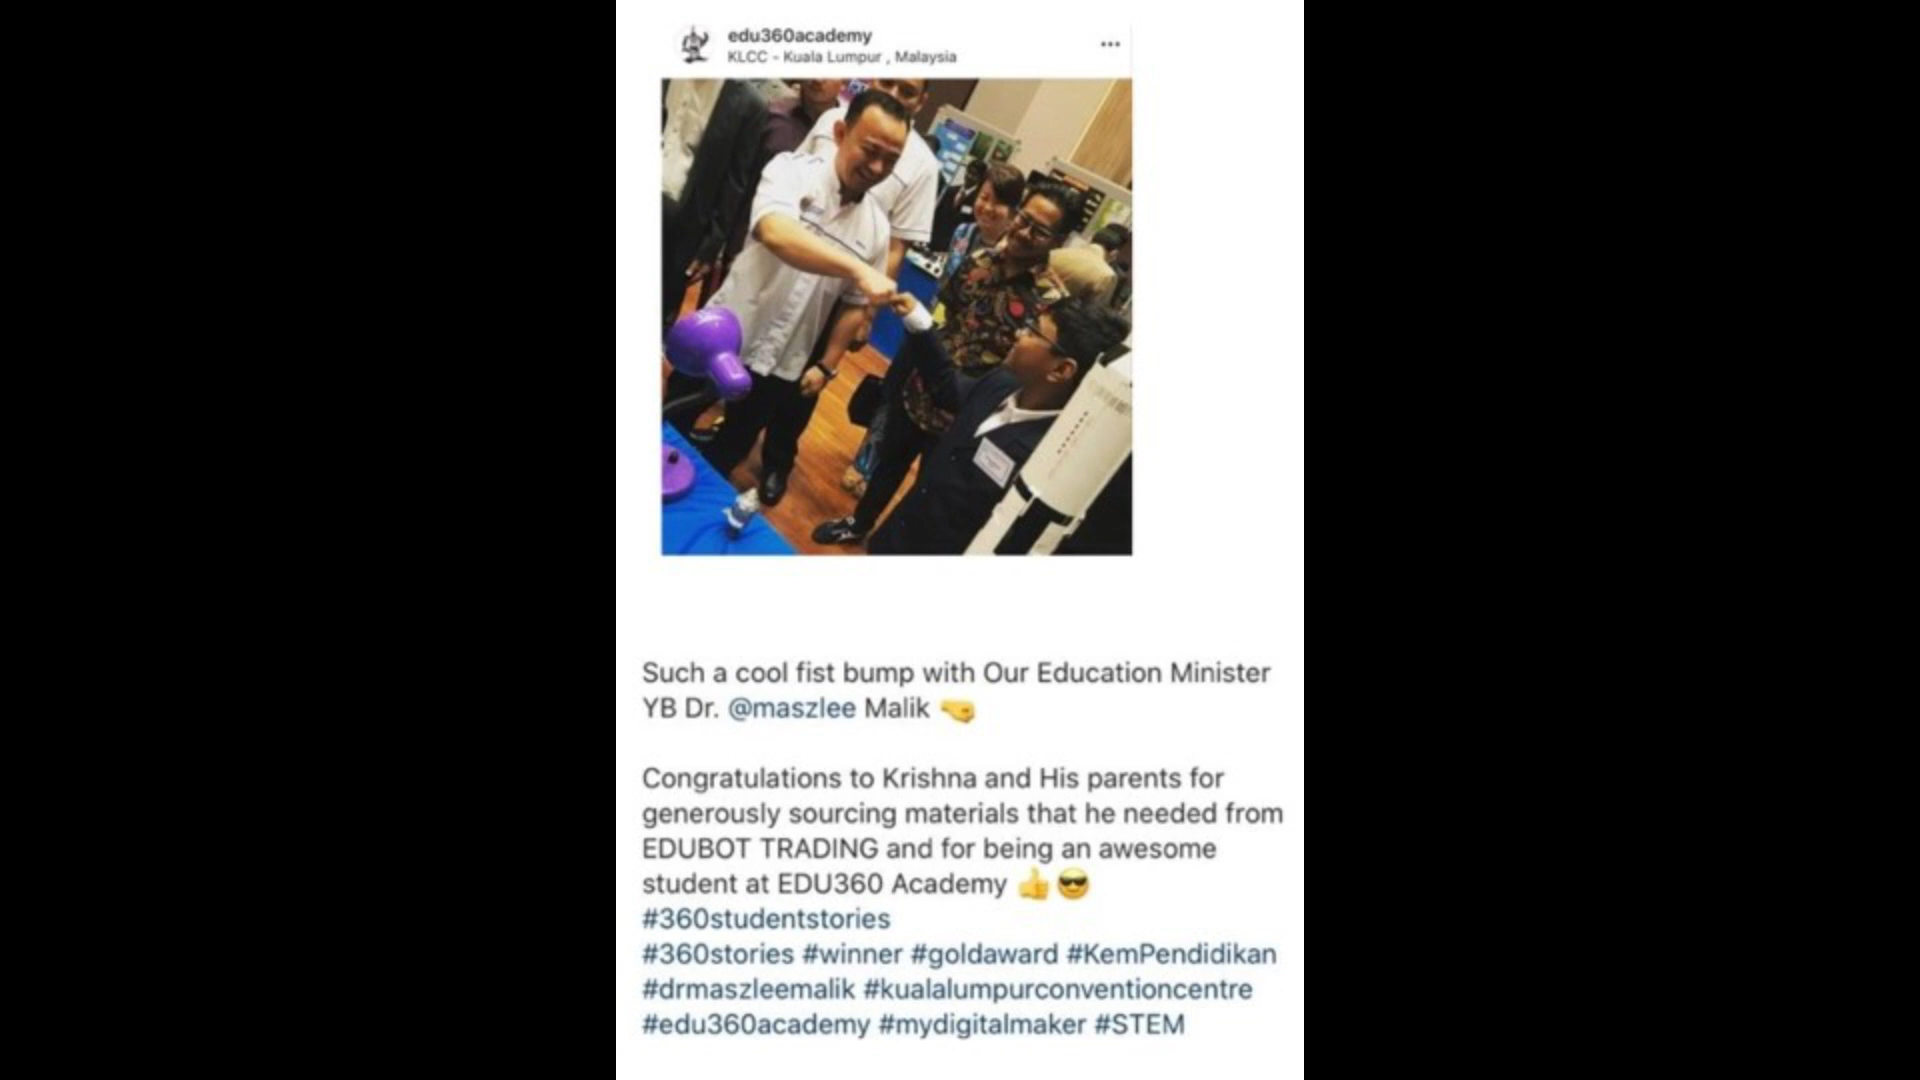 edu360academy
KLCC - Kuala Lumpur , Malaysia
Such a cool fist bump with Our Education Minister
YB Dr. @maszlee Malik 🤜
Congratulations to Krishna and His parents for
generously sourcing materials that he needed from
EDUBOT TRADING and for being an awesome
student at EDU360 Academy 👍😎
#360studentstories
#360stories #winner #goldaward #KemPendidikan
#drmaszleemalik #kualalumpurconventioncentre
#edu360academy #mydigitalmaker #STEM